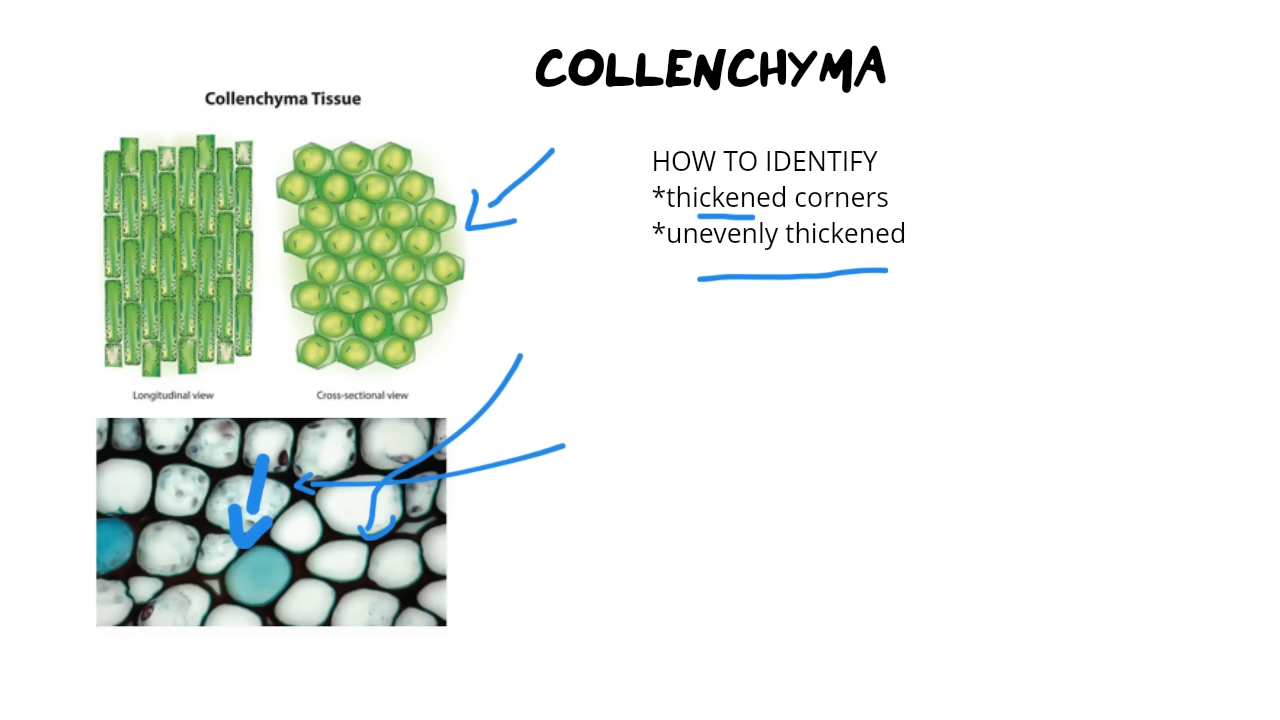 COLLENCHYMA
Collenchyma Tissue
HOW TO IDENTIFY
*thickened corners
*unevenly thickened
Longitudinal view
Cross-sectional view